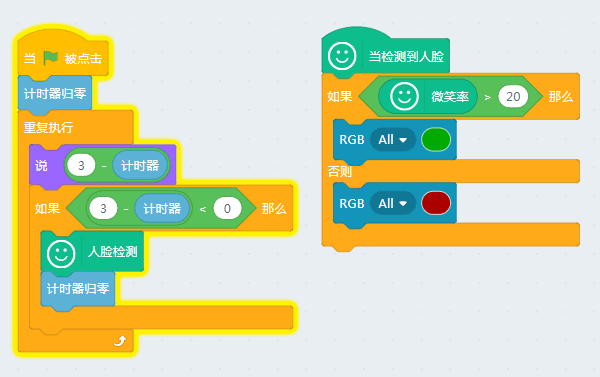 当 被点击
计时器归零
重复执行
说 3 - 计时器
如果 3 - 计时器 < 0 那么
人脸检测
计时器归零
当检测到人脸
如果 微笑率 > 20 那么
RGB All
否则
RGB All